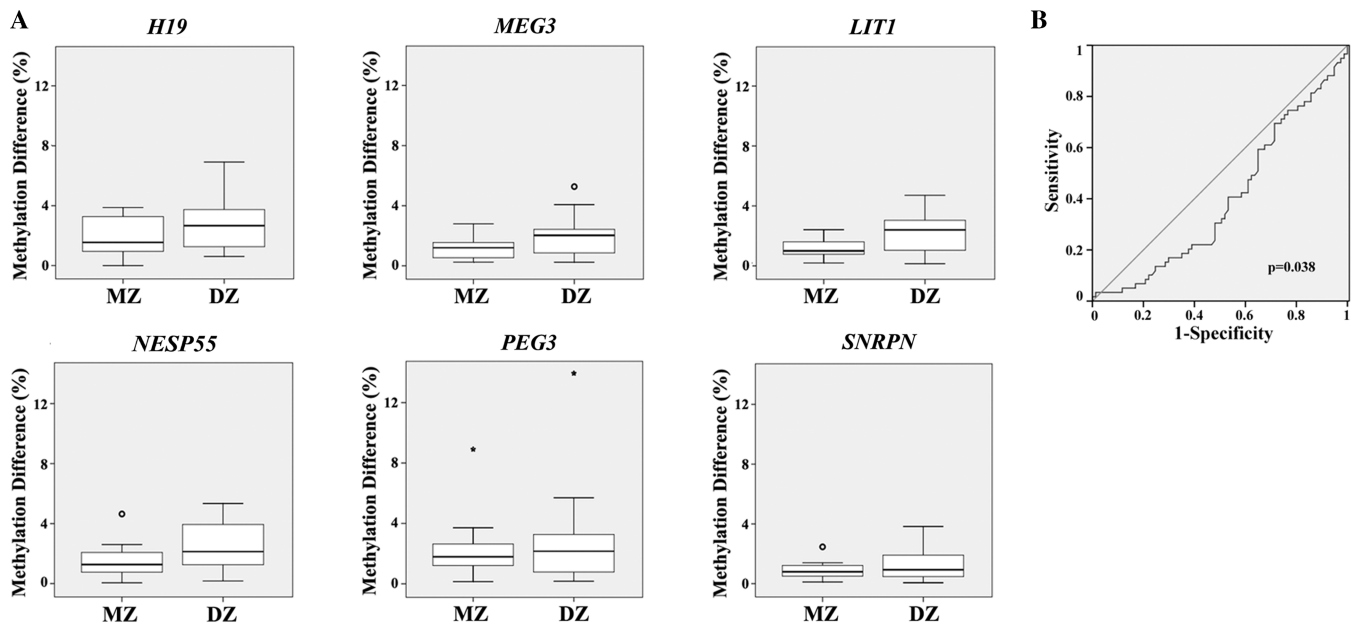 A
H19
Methylation Difference (%)
12
8
4
0
MZ DZ
MEG3
Methylation Difference (%)
12
8
4
0
MZ DZ
LIT1
Methylation Difference (%)
12
8
4
0
MZ DZ
NESP55
Methylation Difference (%)
12
8
4
0
MZ DZ
PEG3
Methylation Difference (%)
12
8
4
0
*
*
MZ DZ
SNRPN
Methylation Difference (%)
12
8
4
0
MZ DZ
B
Sensitivity
1
0.8
0.6
0.4
0.2
0
p=0.038
0 0.2 0.4 0.6 0.8 1
1-Specificity